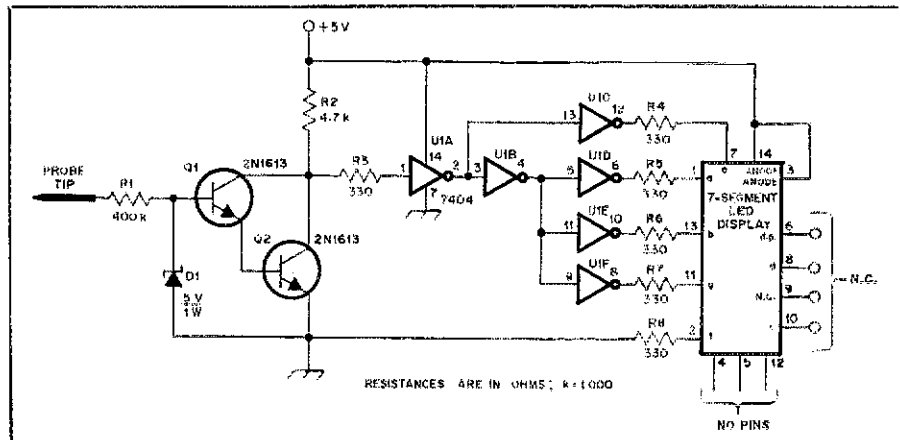 +5V
R2
4.7k
U1A
U1C
R4
13
12
330
7
14
e
ANODE
3
ANODE
PROBE
TIP
R1
400k
Q1
2N1613
R3
330
1
14
2
7
7404
U1B
3
4
U1D
5
6
R5
330
1
a
7-SEGMENT
LED
DISPLAY
U1E
11
10
R6
330
13
b
U1F
9
8
R7
330
11
g
Q2
2N1613
D1
5 V
1W
R8
330
2
f
d.p.
6
d
8
N.C.
9
10
N.C.
4
5
12
NO PINS
RESISTANCES ARE IN OHMS; k=1000